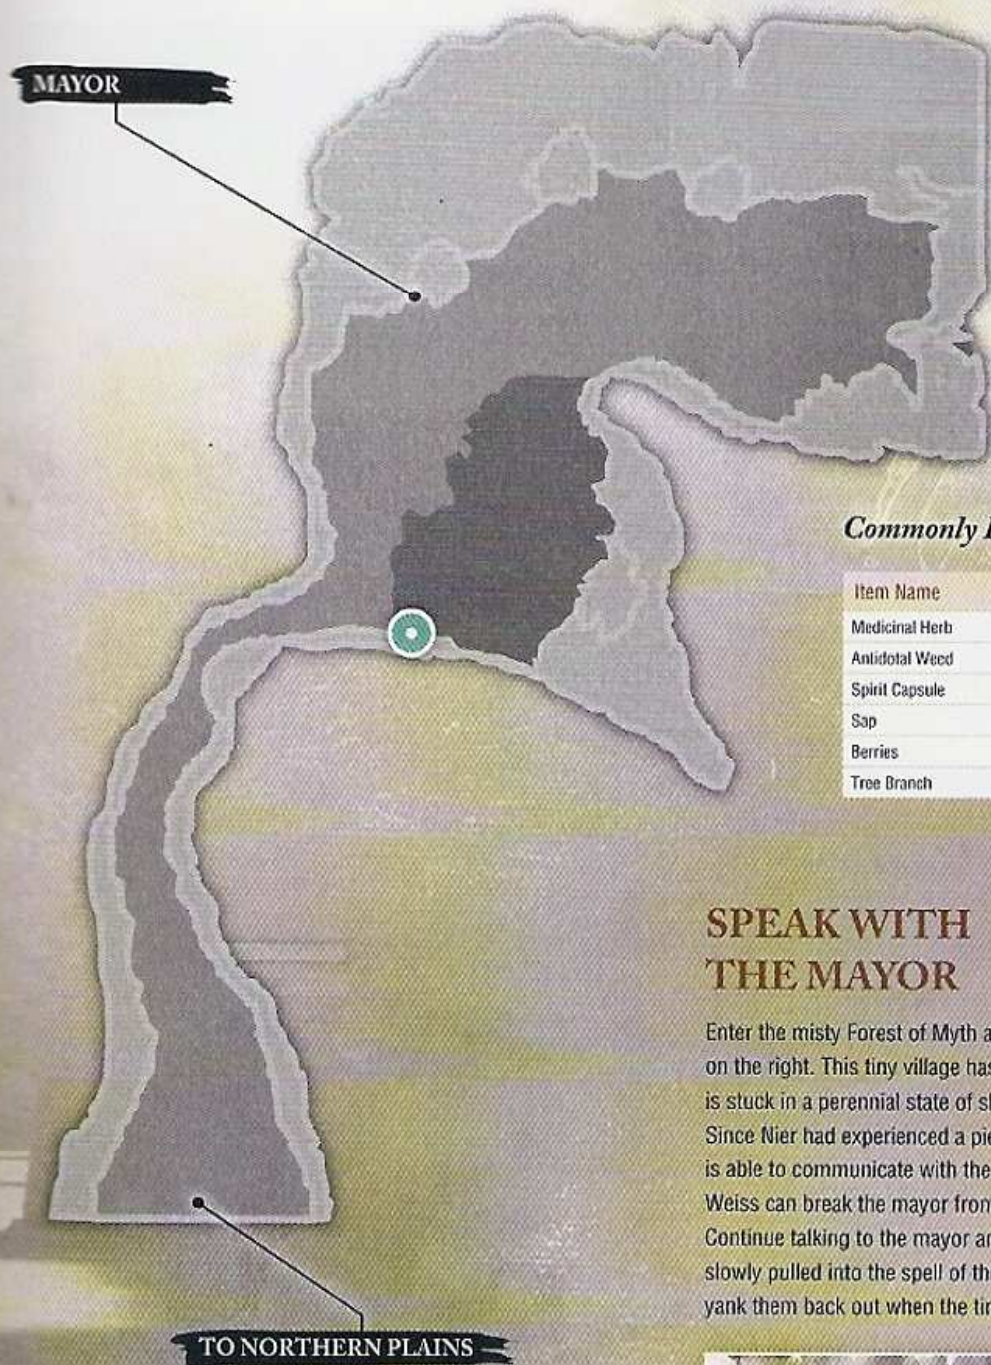 MAYOR
Commonly
Item Name
Medicinal Herb
Antidotal Weed
Spirit Capsule
Sap
Berries
Tree Branch
SPEAK WITH
THE MAYOR
Enter the misty Forest of Myth
on the right. This tiny village has
is stuck in a perennial state of
Since Nier had experienced a
is able to communicate with the
Weiss can break the mayor from
Continue talking to the mayor
slowly pulled into the spell of
yank them back out when the
TO NORTHERN PLAINS